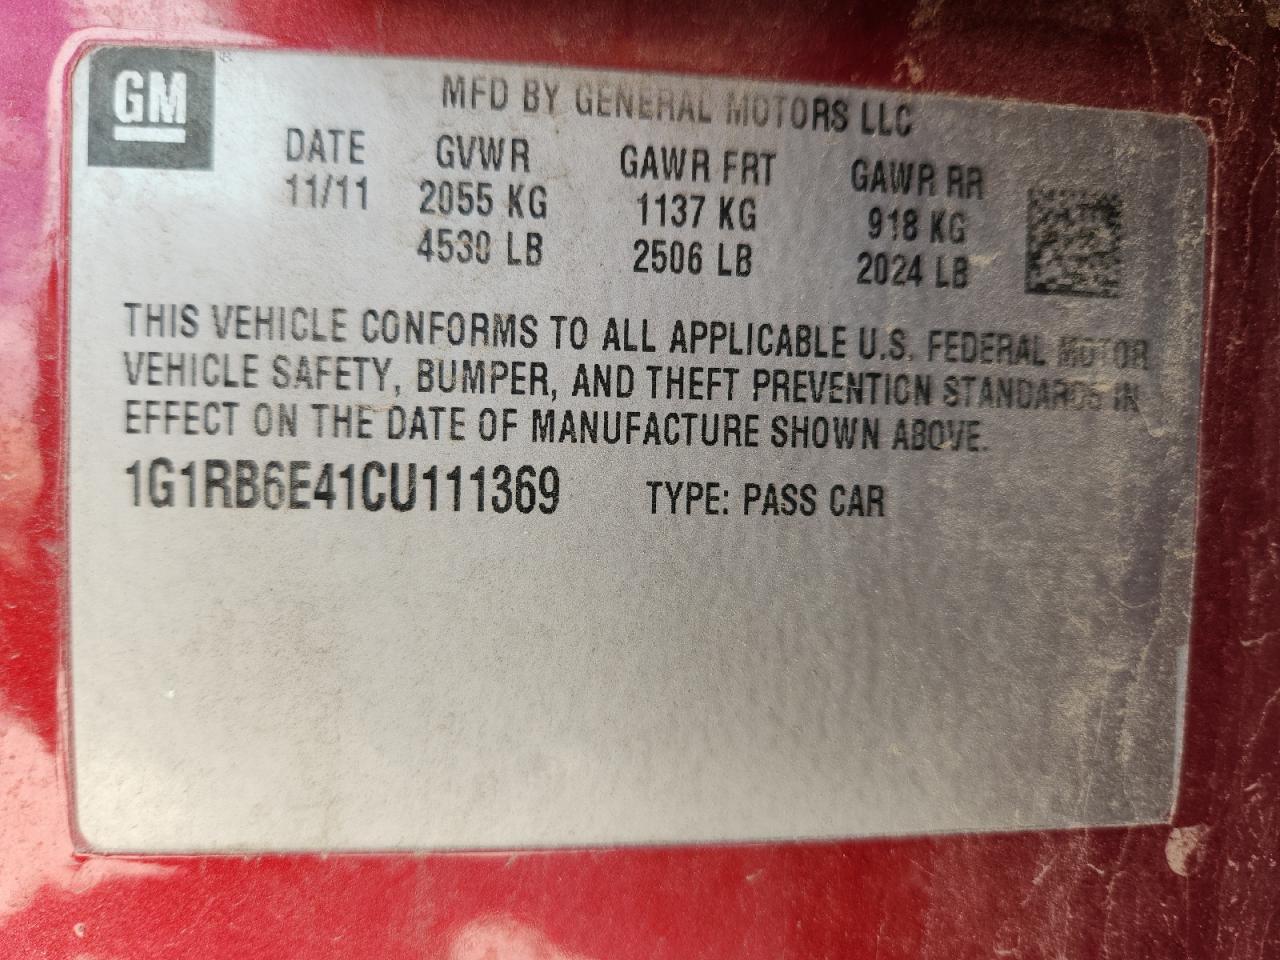 GM
MFD BY GENERAL MOTORS LLC
DATE GVWR GAWR FRT GAWR RR
11/11 2055 KG 1137 KG 918 KG
4530 LB 2506 LB 2024 LB
THIS VEHICLE CONFORMS TO ALL APPLICABLE U.S. FEDERAL MOTOR
VEHICLE SAFETY, BUMPER, AND THEFT PREVENTION STANDARDS IN
EFFECT ON THE DATE OF MANUFACTURE SHOWN ABOVE.
1G1RB6E41CU111369 TYPE: PASS CAR